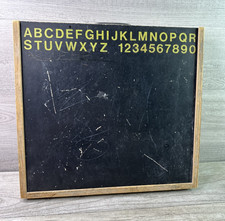 ABCDEFGHIJKLMNOPQR
STUVWXYZ 1234567890